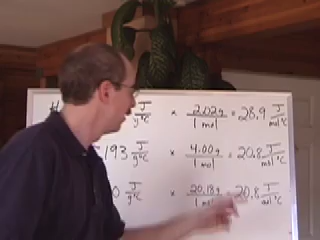 H J/g°C × 2.02g/1 mol = 28.9 J/mol°C
.193 J/g°C × 4.00g/1 mol = 20.8 J/mol°C
0 J/g°C × 20.18g/1 mol = 20.8 J/mol°C